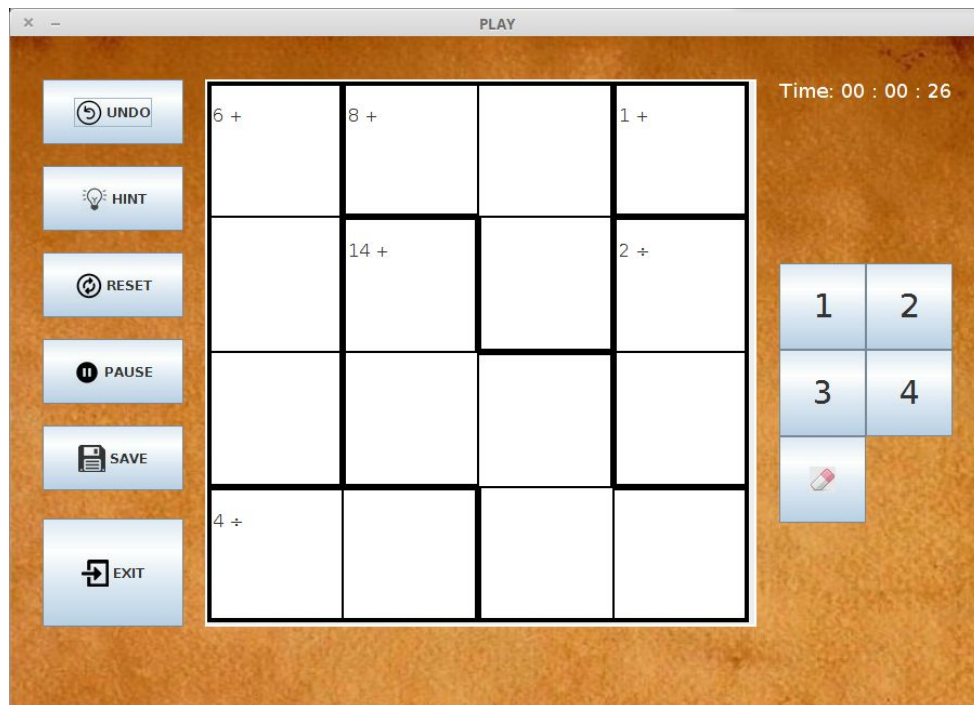 PLAY
UNDO
HINT
RESET
PAUSE
SAVE
EXIT
6 +
8 +
1 +
14 +
2 ÷
4 ÷
Time: 00 : 00 : 26
1
2
3
4